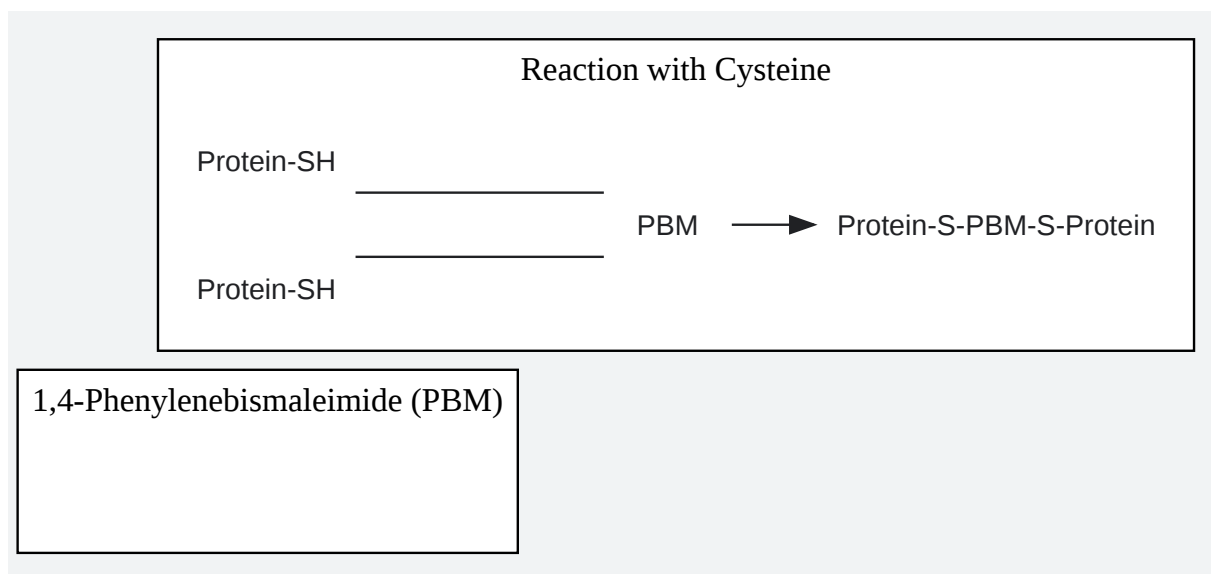 Reaction with Cysteine
Protein-SH
PBM
Protein-S-PBM-S-Protein
Protein-SH
1,4-Phenylenebismaleimide (PBM)